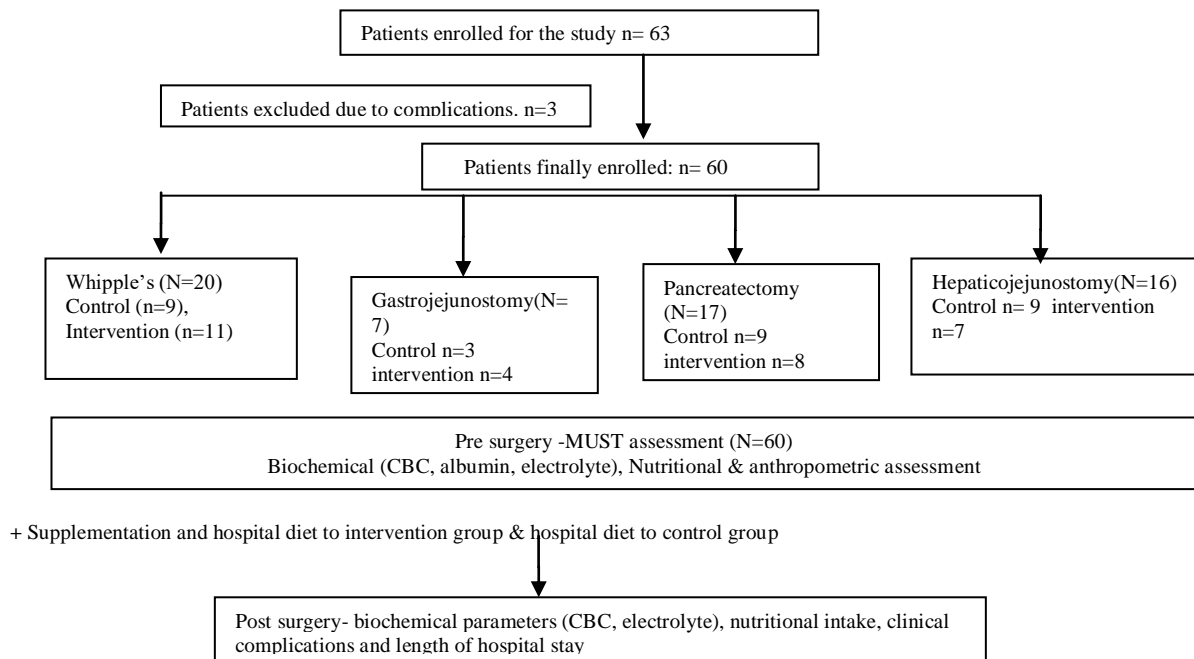 Patients enrolled for the study n= 63
Patients excluded due to complications. n=3
Patients finally enrolled: n= 60
Whipple's (N=20)
Control (n=9),
Intervention (n=11)
Gastrojejunostomy(N=
7)
Control n=3
intervention n=4
Pancreatectomy
(N=17)
Control n=9
intervention n=8
Hepaticojejunostomy(N=16)
Control n= 9 intervention
n=7
Pre surgery -MUST assessment (N=60)
Biochemical (CBC, albumin, electrolyte), Nutritional & anthropometric assessment
+ Supplementation and hospital diet to intervention group & hospital diet to control group
Post surgery- biochemical parameters (CBC, electrolyte), nutritional intake, clinical
complications and length of hospital stay